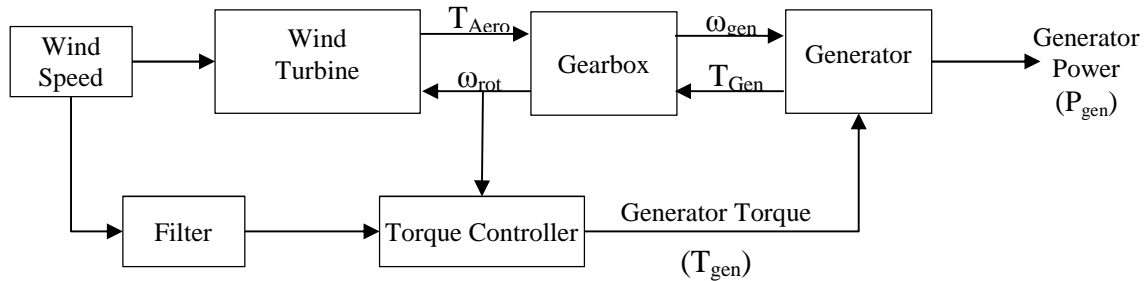 Wind
Speed
Wind
Turbine
T_Aero
ω_rot
Gearbox
ω_gen
T_Gen
Generator
Generator
Power
(P_gen)
Filter
Torque Controller
Generator Torque
(T_gen)